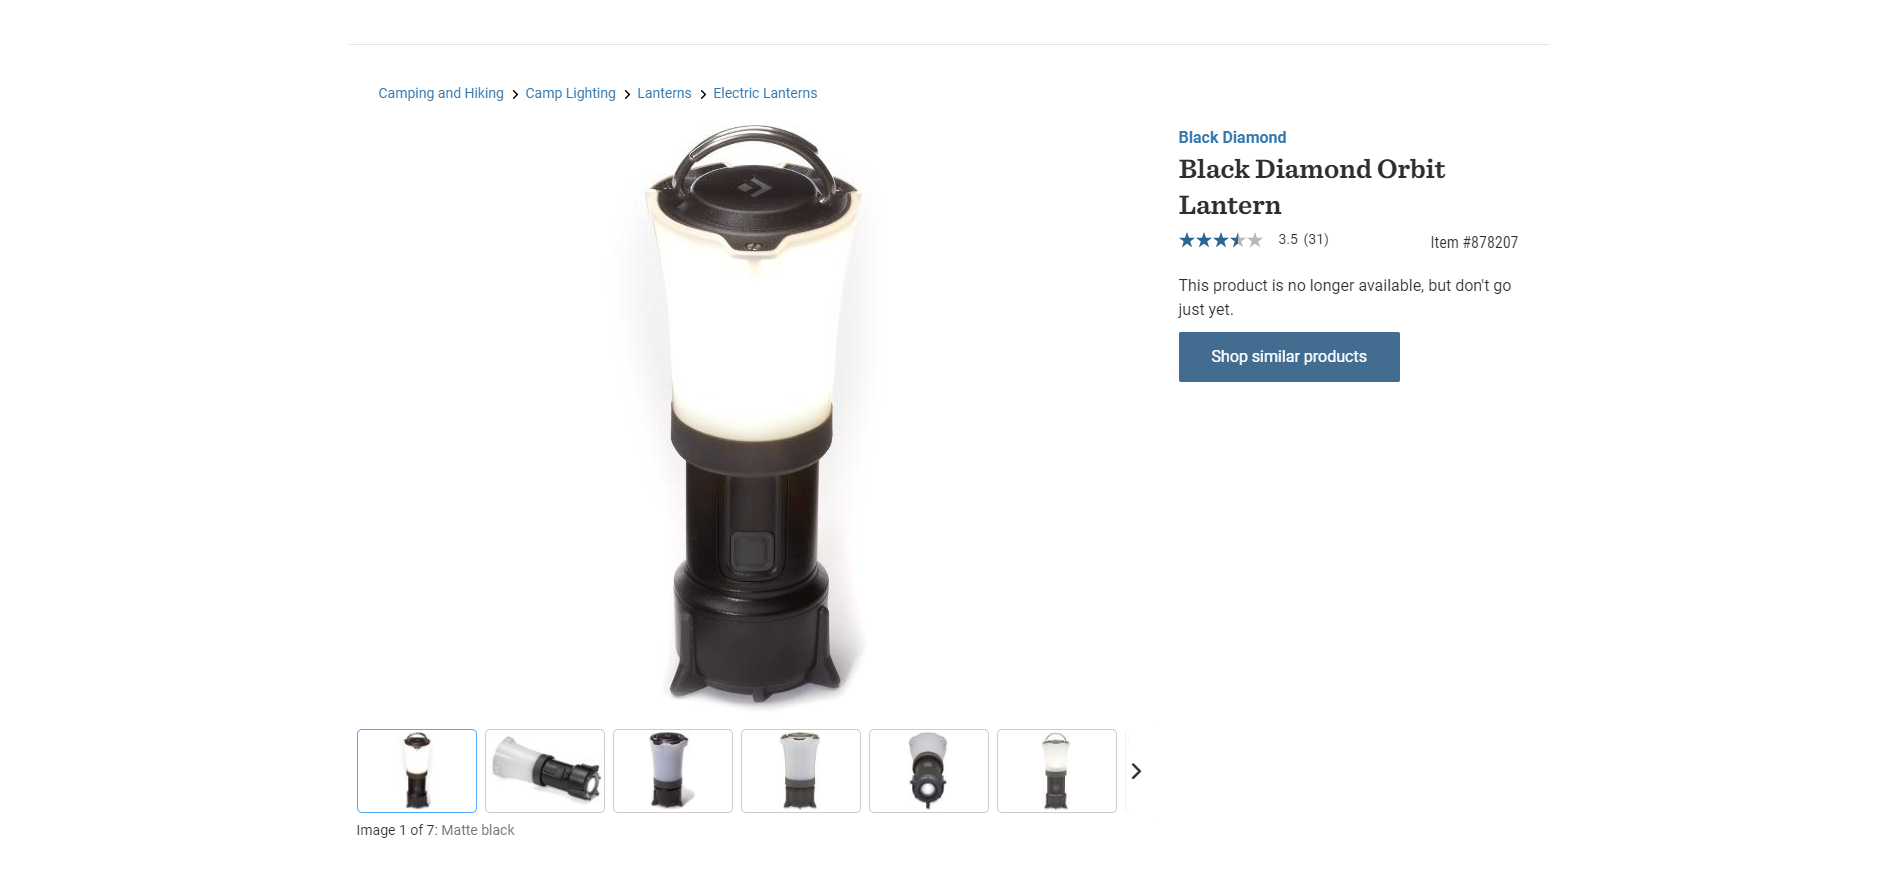 Camping and Hiking
Camp Lighting
Lanterns
Electric Lanterns
Black Diamond
Black Diamond Orbit
Lantern
3.5 (31)
Item #878207
This product is no longer available, but don't go
just yet.
Shop similar products
Image 1 of 7: Matte black